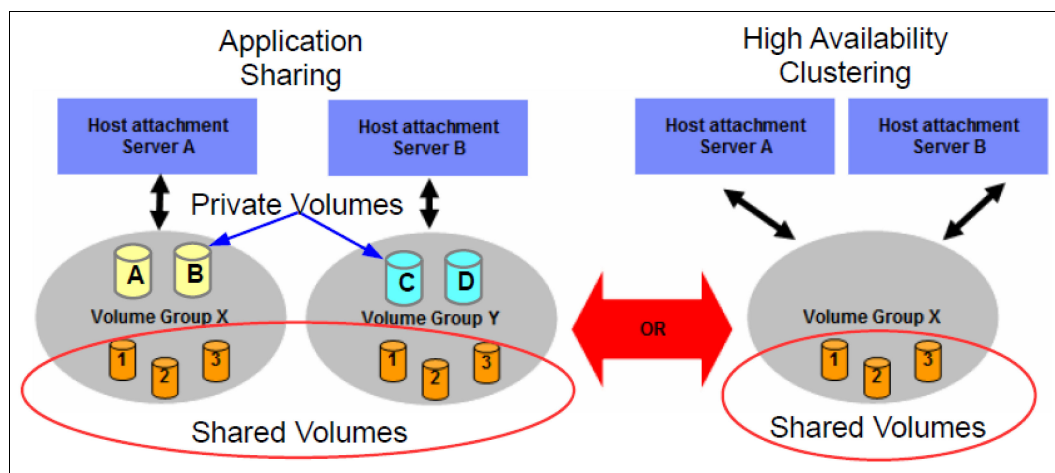 Application
Sharing
Host attachment
Server A
Host attachment
Server B
Private Volumes
A
B
C
D
Volume Group X
Volume Group Y
1
2
3
1
2
3
Shared Volumes
OR
High Availability
Clustering
Host attachment
Server A
Host attachment
Server B
Volume Group X
1
2
3
Shared Volumes